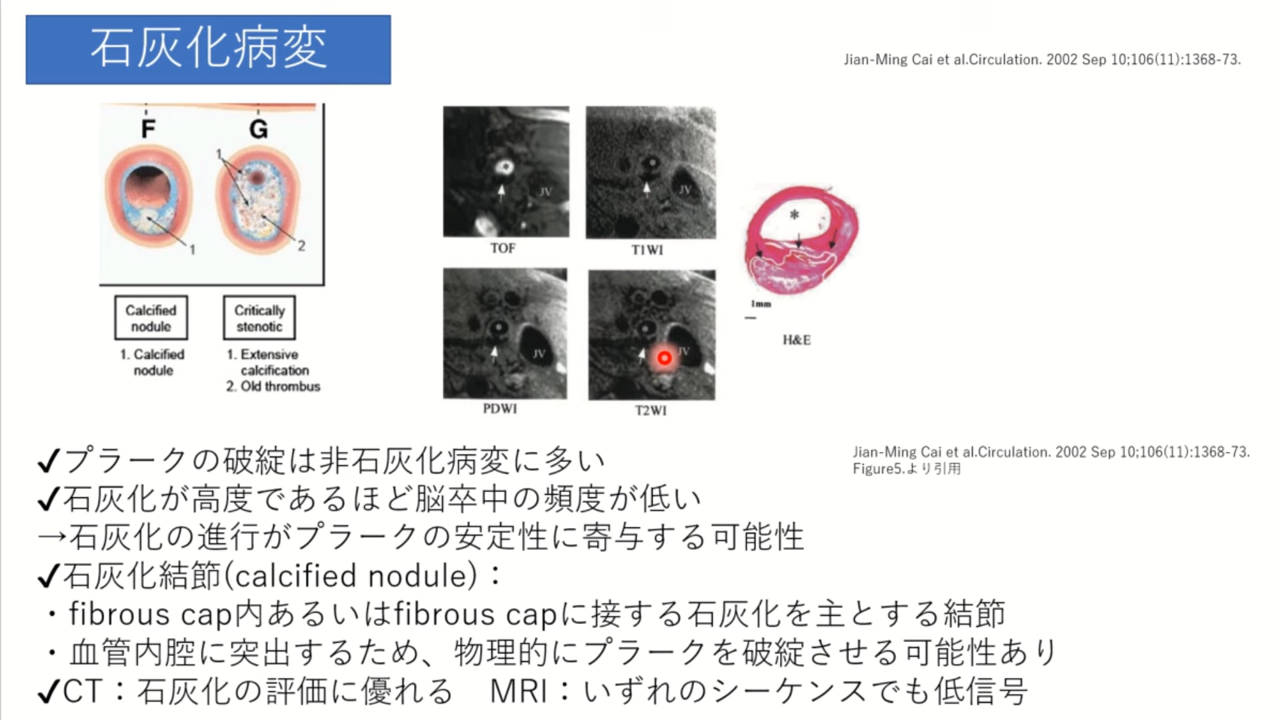 石灰化病変
Jian-Ming Cai et al.Circulation. 2002 Sep 10;106(11):1368-73.
F
G
1
1
2
Calcified
nodule
1. Calcified
nodule
Critically
stenotic
1. Extensive
calcification
2. Old thrombus
JV
TOF
*
JV
T1WI
*
JV
PDWI
*
JV
T2WI
*
1mm
H&E
Jian-Ming Cai et al.Circulation. 2002 Sep 10;106(11):1368-73.
Figure5.より引用
✓プラークの破綻は非石灰化病変に多い
✓石灰化が高度であるほど脳卒中の頻度が低い
→石灰化の進行がプラークの安定性に寄与する可能性
✓石灰化結節(calcified nodule)：
・fibrous cap内あるいはfibrous capに接する石灰化を主とする結節
・血管内腔に突出するため、物理的にプラークを破綻させる可能性あり
✓CT：石灰化の評価に優れる　MRI：いずれのシーケンスでも低信号